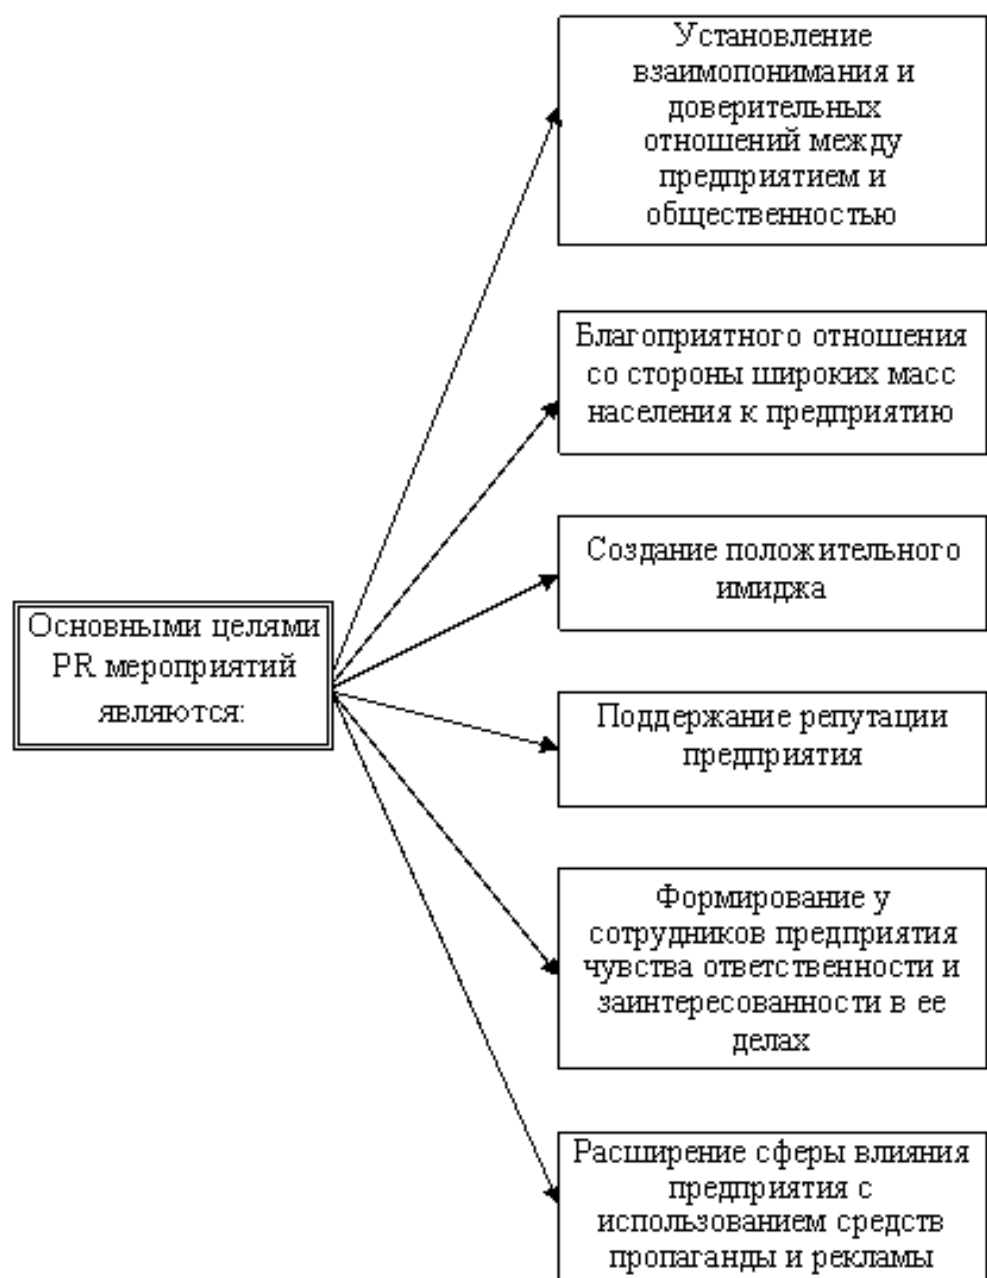 Установление
взаимопонимания и
доверительных
отношений между
предприятием и
общественностью
Благоприятного отношения
со стороны широких масс
населения к предприятию
Создание положительного
имиджа
Основными целями
PR мероприятий
являются:
Поддержание репутации
предприятия
Формирование у
сотрудников предприятия
чувства ответственности и
заинтересованности в ее
делах
Расширение сферы влияния
предприятия с
использованием средств
пропаганды и рекламы